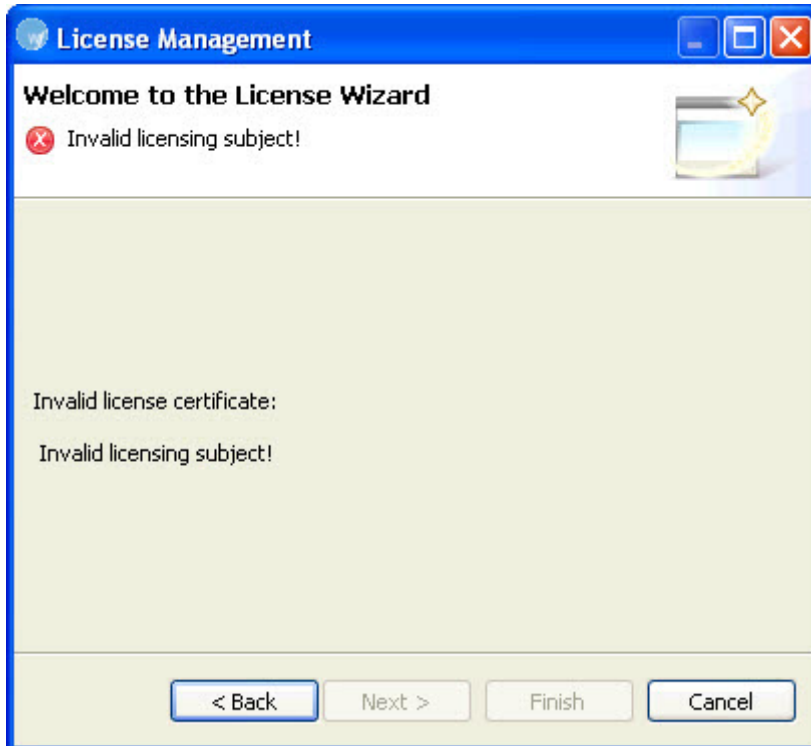 License Management
Welcome to the License Wizard
Invalid licensing subject!
Invalid license certificate:
Invalid licensing subject!
< Back Next > Finish Cancel